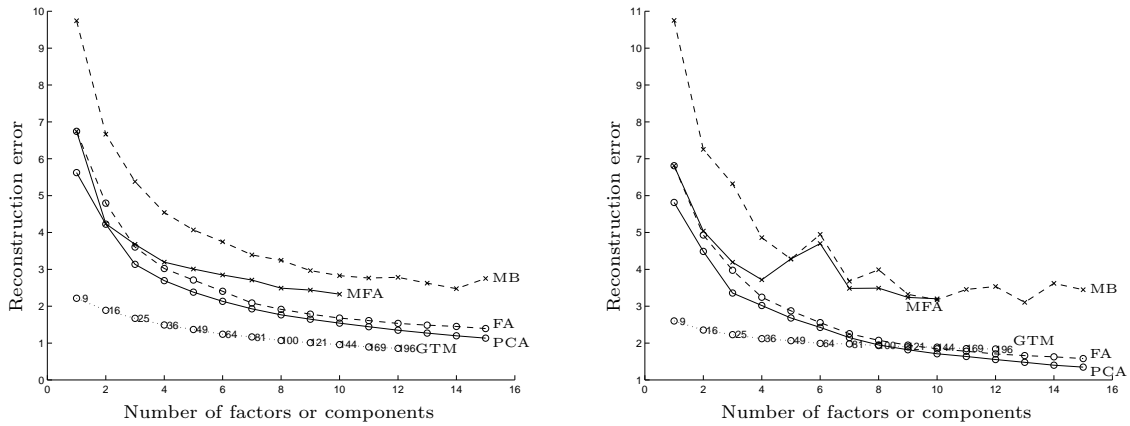 10
9
8
7
6
5
4
3
2
1
Reconstruction error
0 2 4 6 8 10 12 14 16
Number of factors or components
MB
MFA
FA
PCA
GTM
9 16 25 36 49 64 81 100 121 144 169 196
11
10
9
8
7
6
5
4
3
2
1
Reconstruction error
0 2 4 6 8 10 12 14 16
Number of factors or components
MB
MFA
GTM
FA
PCA
9 16 25 36 49 64 81 100 121 144 169 196